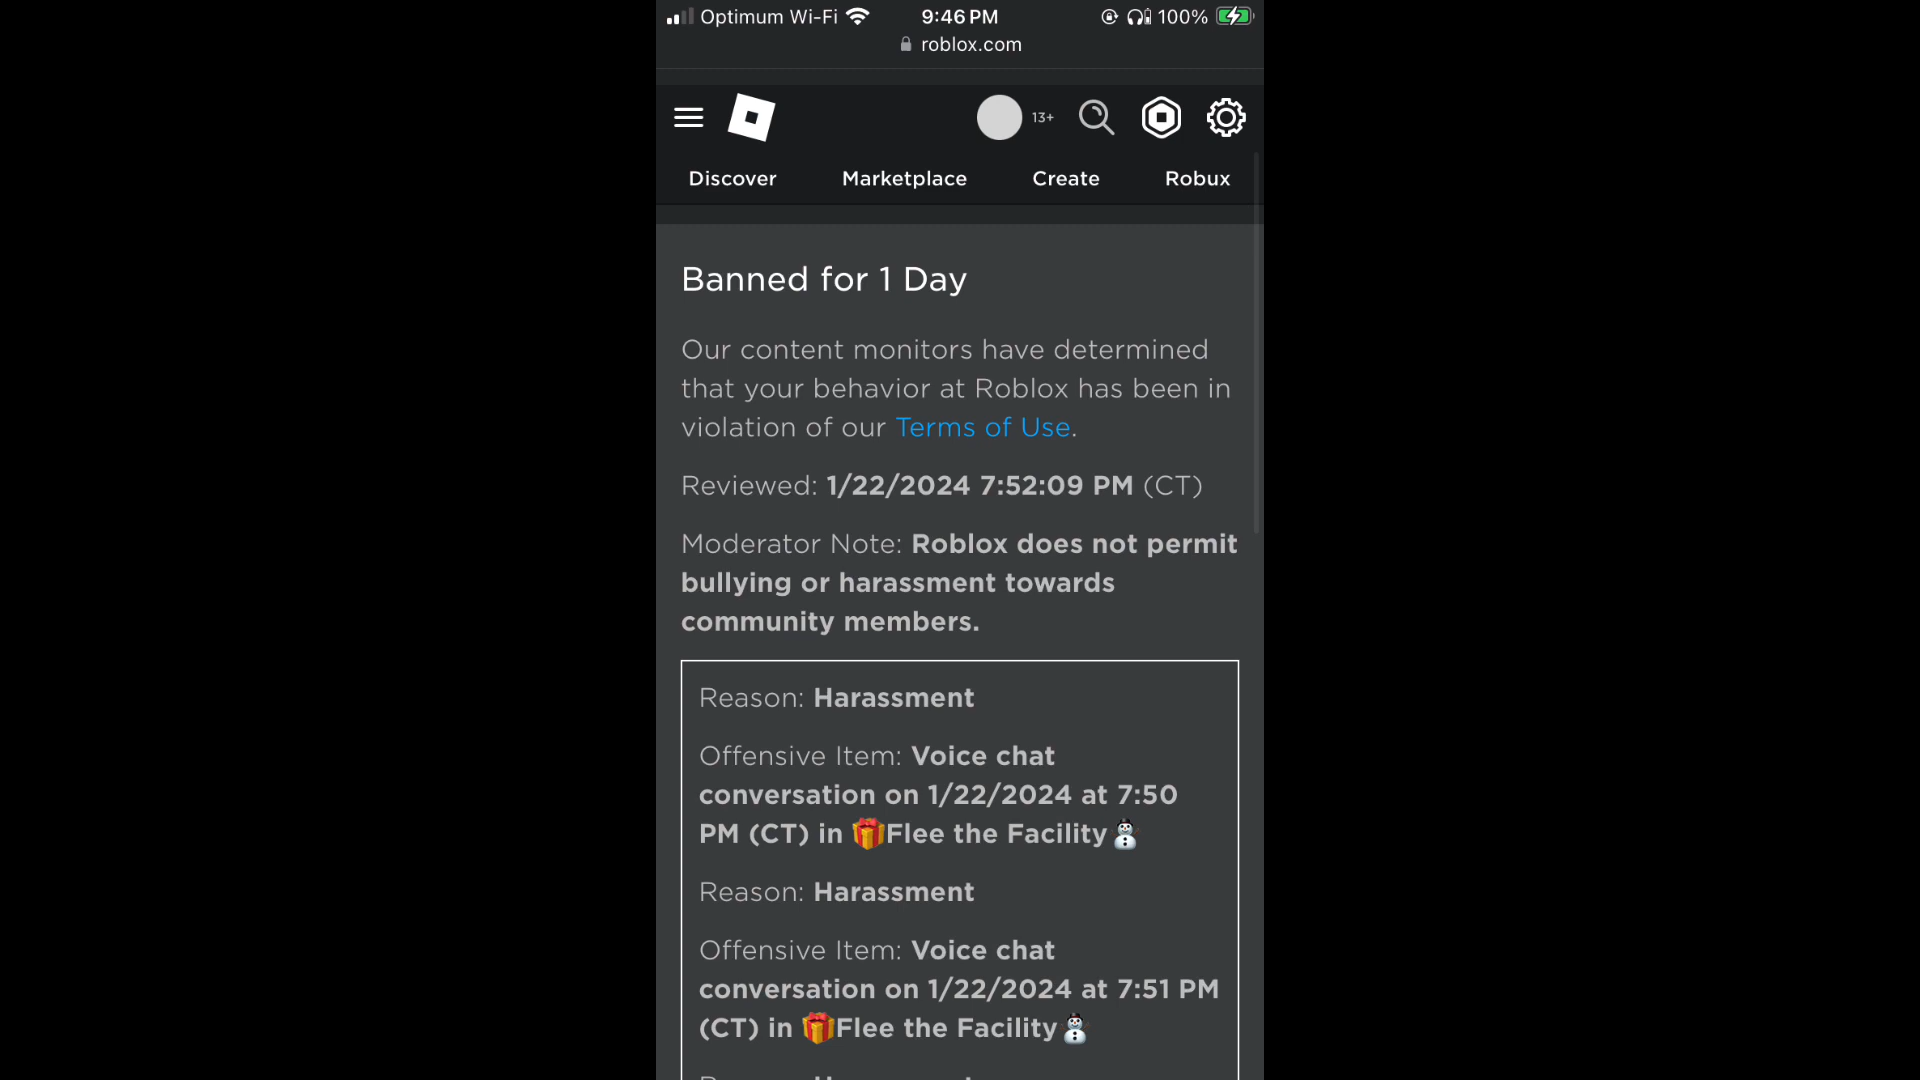 Optimum Wi-Fi 9:46 PM 100%
roblox.com
13+
Discover Marketplace Create Robux
Banned for 1 Day
Our content monitors have determined
that your behavior at Roblox has been in
violation of our Terms of Use.
Reviewed: 1/22/2024 7:52:09 PM (CT)
Moderator Note: Roblox does not permit
bullying or harassment towards
community members.
Reason: Harassment
Offensive Item: Voice chat
conversation on 1/22/2024 at 7:50
PM (CT) in 🎁Flee the Facility⛄
Reason: Harassment
Offensive Item: Voice chat
conversation on 1/22/2024 at 7:51 PM
(CT) in 🎁Flee the Facility⛄